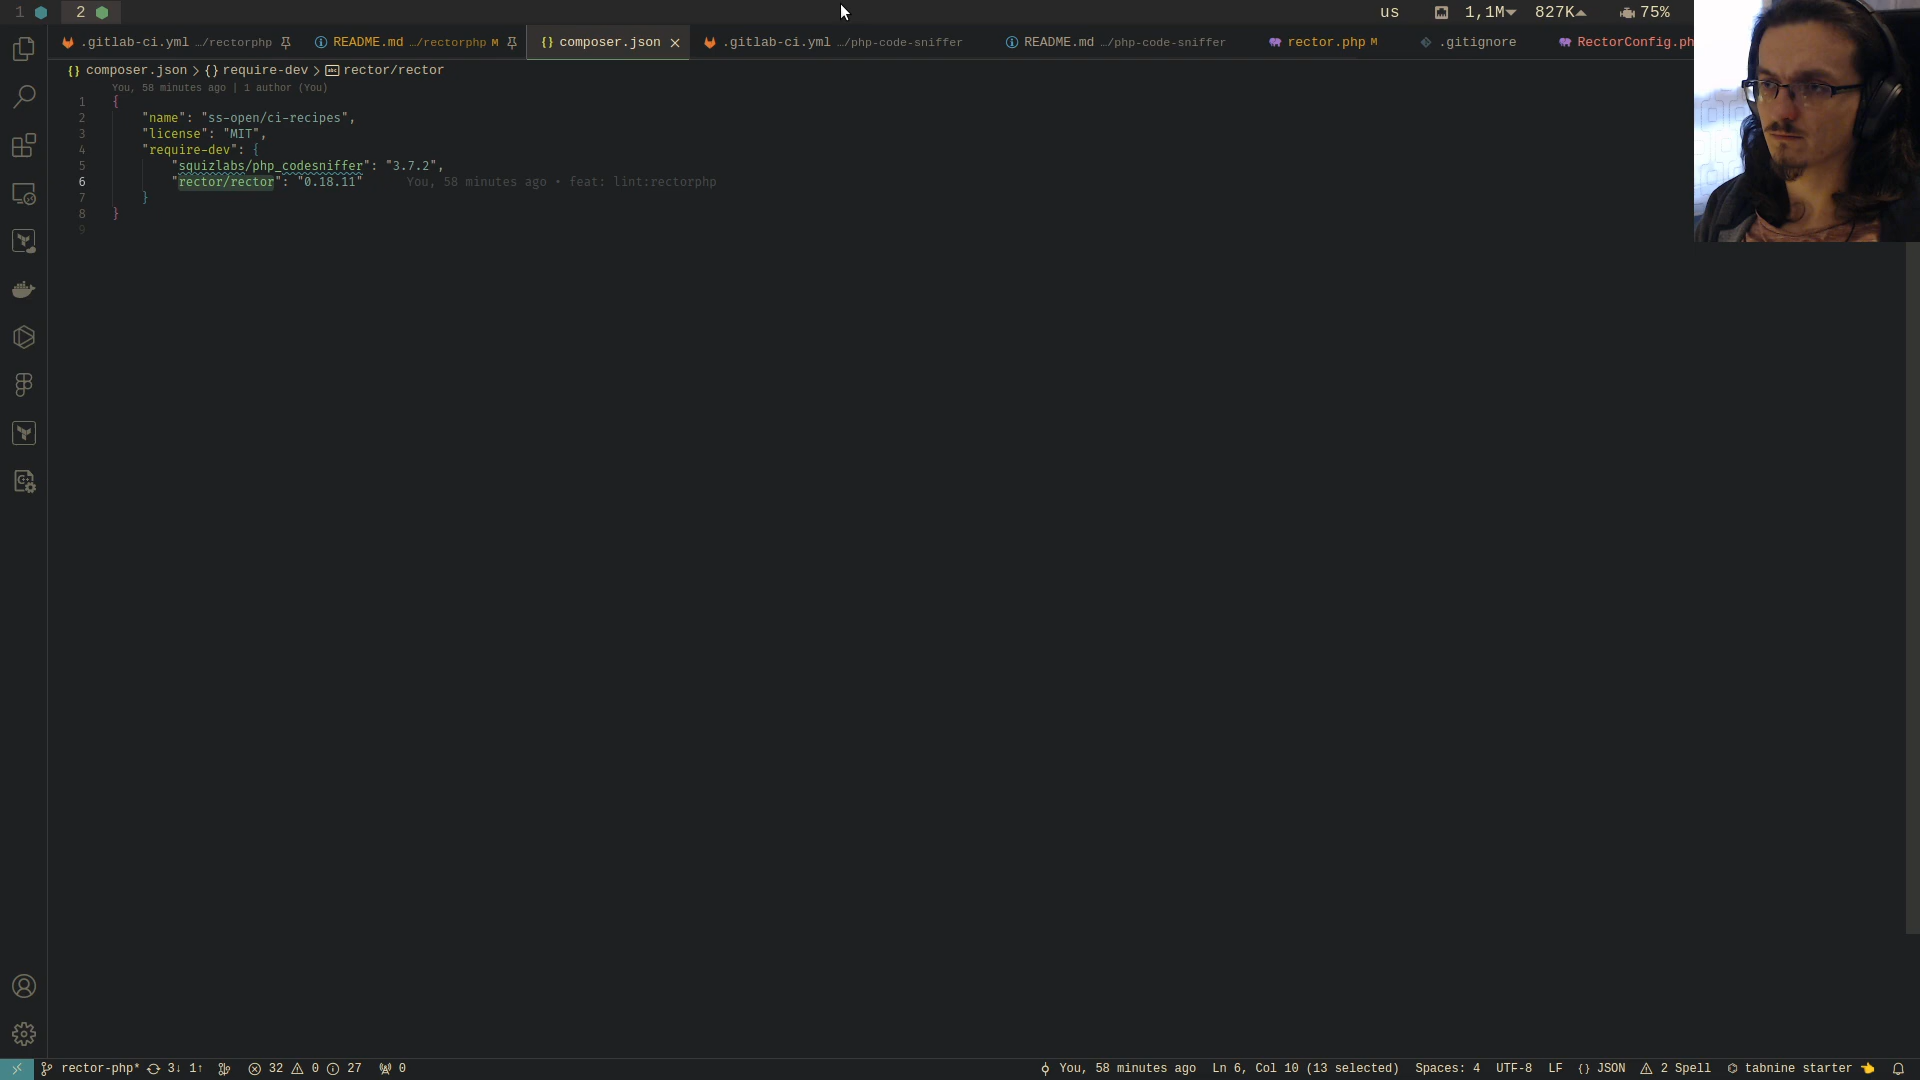 1 2 us 1,1M 827K 75%
.gitlab-ci.yml .../rectorphp README.md .../rectorphp M composer.json .gitlab-ci.yml .../php-code-sniffer README.md .../php-code-sniffer rector.php M .gitignore RectorConfig.ph
{} composer.json > {} require-dev > rector/rector
You, 58 minutes ago | 1 author (You)
1 {
2 "name": "ss-open/ci-recipes",
3 "license": "MIT",
4 "require-dev": {
5 "squizlabs/php_codesniffer": "3.7.2",
6 "rector/rector": "0.18.11" You, 58 minutes ago • feat: lint:rectorphp
7 }
8 }
9
rector-php* 3↓ 1↑ 32 0 27 0 You, 58 minutes ago Ln 6, Col 10 (13 selected) Spaces: 4 UTF-8 LF {} JSON 2 Spell tabnine starter